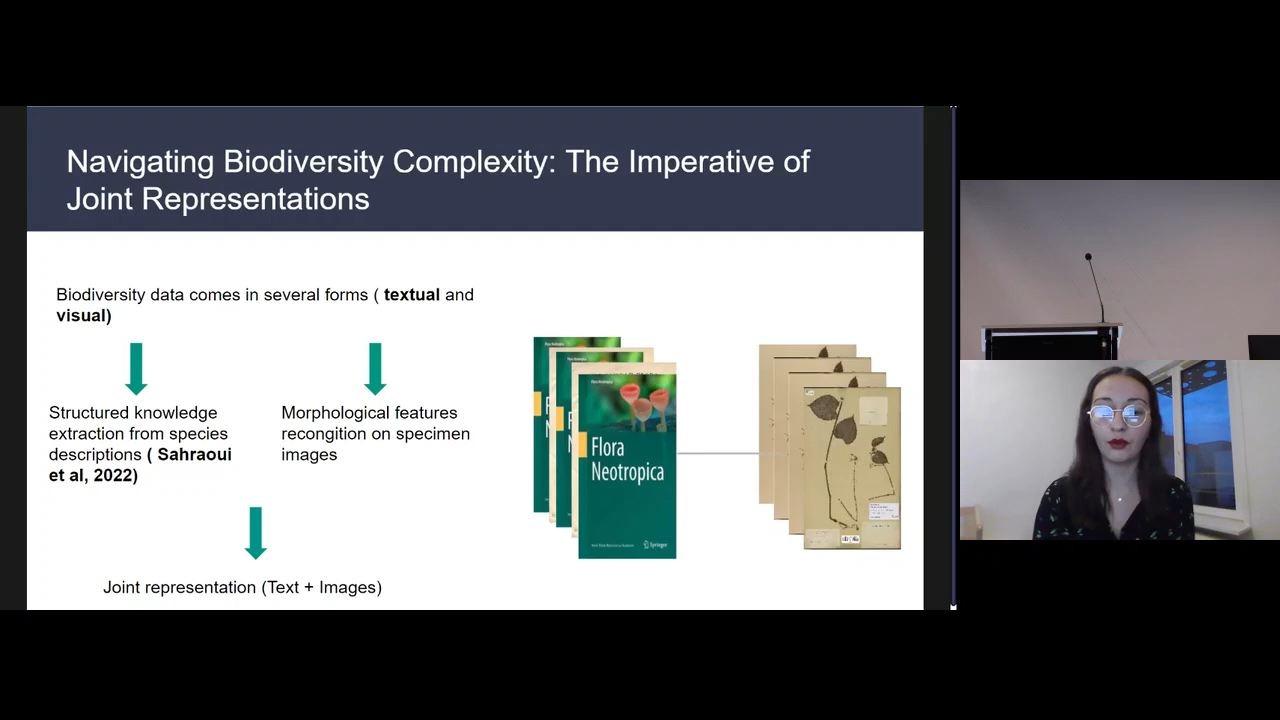 Navigating Biodiversity Complexity: The Imperative of
Joint Representations
Biodiversity data comes in several forms ( textual and
visual)
Structured knowledge
extraction from species
descriptions ( Sahraoui
et al, 2022)
Morphological features
recongition on specimen
images
Joint representation (Text + Images)
Flora
Neotropica
Springer